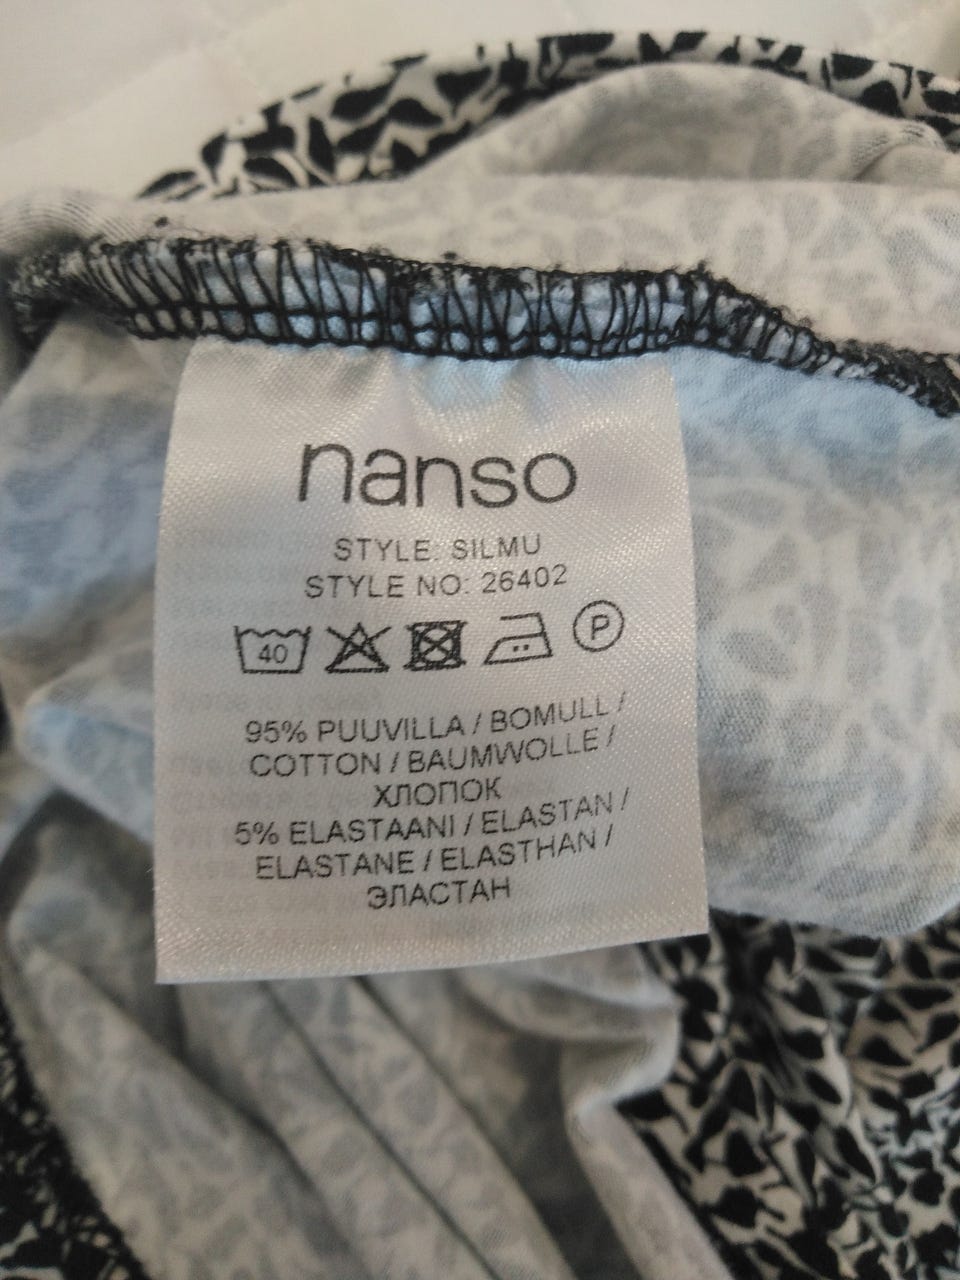 nanso
STYLE: SILMU
STYLE NO: 26402
40 P
95% PUUVILLA / BOMULL /
COTTON / BAUMWOLLE /
ХЛОПОК
5% ELASTAANI / ELASTAN /
ELASTANE / ELASTHAN /
ЭЛАСТАН